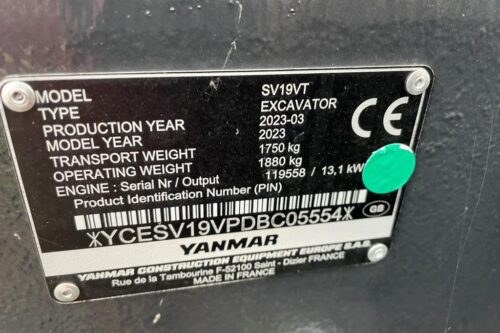 MODEL SV19VT
TYPE EXCAVATOR
PRODUCTION YEAR 2023-03
MODEL YEAR 2023
TRANSPORT WEIGHT 1750 kg
OPERATING WEIGHT 1880 kg
ENGINE : Serial Nr / Output 119558 / 13,1 kW
Product Identification Number (PIN)
CE
*YCESV19VPDBC05554*
GB
YANMAR
YANMAR CONSTRUCTION EQUIPMENT EUROPE S.A.S.
Rue de la Tambourine F-52100 Saint - Dizier FRANCE
MADE IN FRANCE